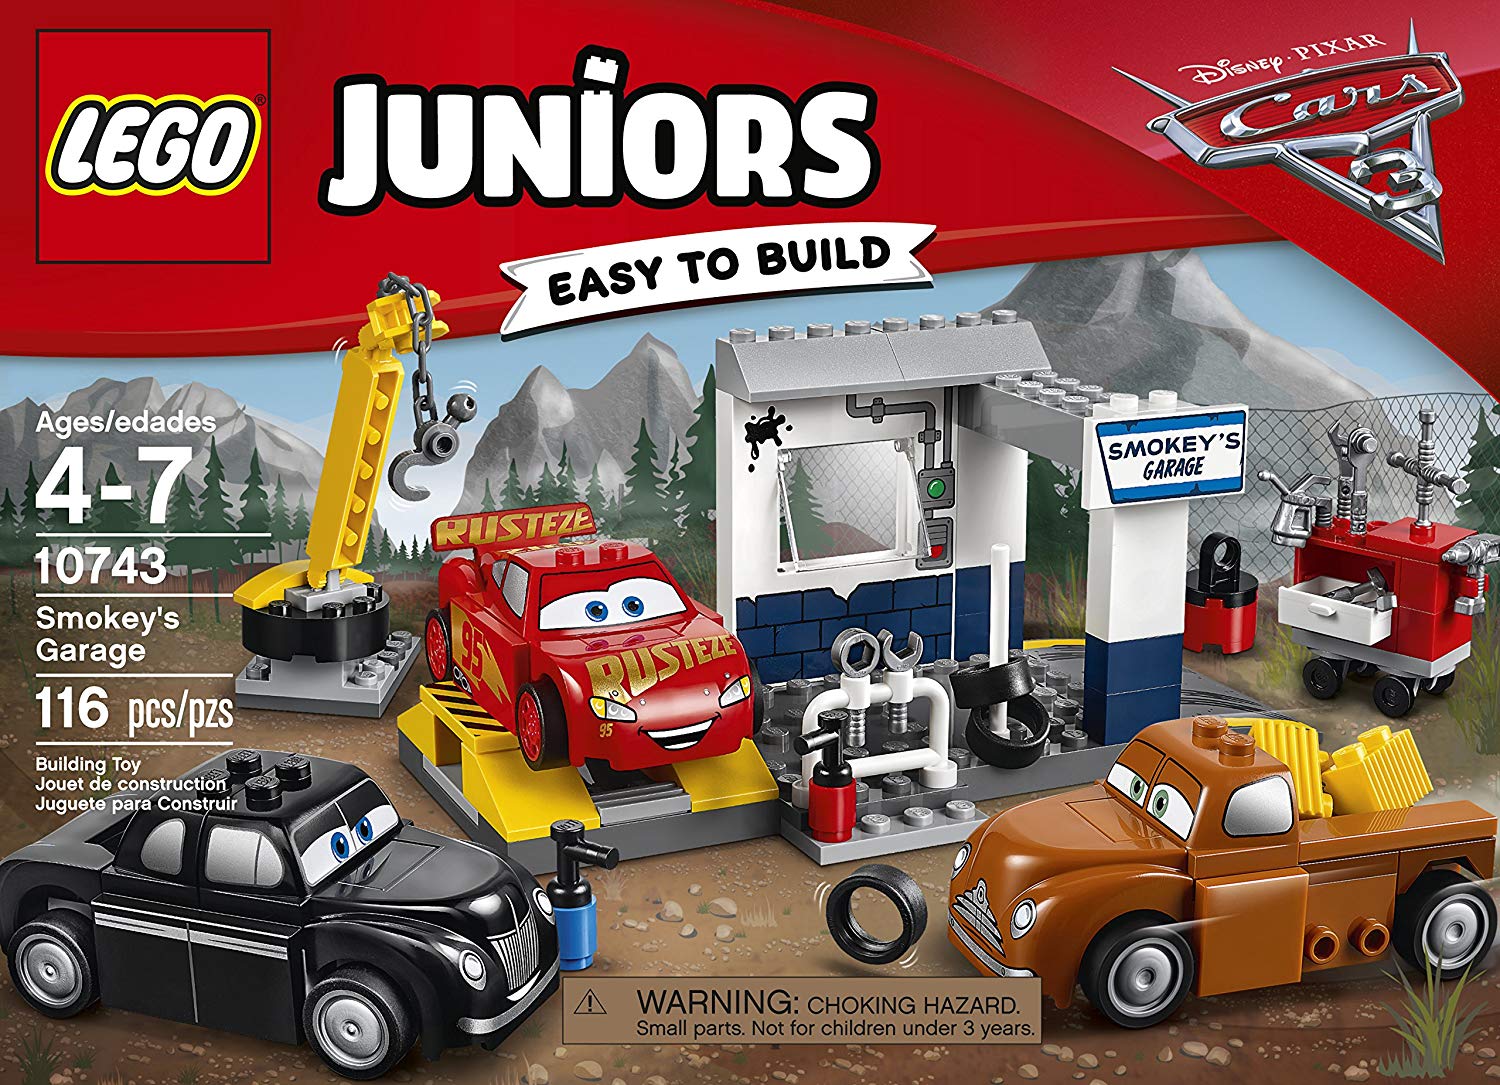 LEGO®
JUNIORS
EASY TO BUILD
DISNEY·PIXAR
Cars
3
Ages/edades
4-7
10743
Smokey's
Garage
116 pcs/pzs
Building Toy
Jouet de construction
Juguete para Construir
SMOKEY'S
GARAGE
RUSTEZE
RUSTEZE
95
95
WARNING: CHOKING HAZARD.
Small parts. Not for children under 3 years.